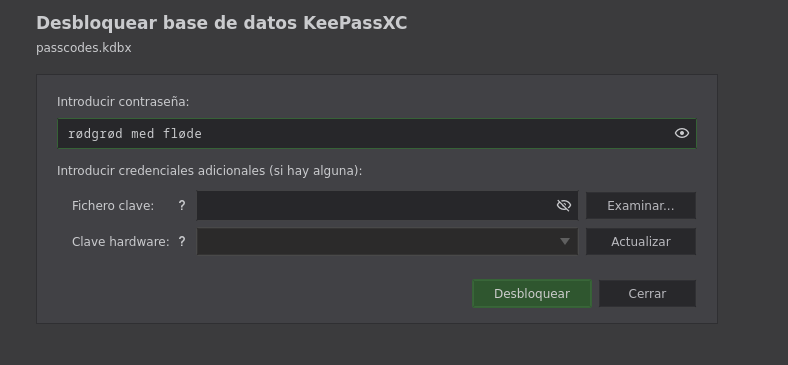 Desbloquear base de datos KeePassXC
passcodes.kdbx
Introducir contraseña:
rødgrød med fløde
Introducir credenciales adicionales (si hay alguna):
Fichero clave: ? Examinar...
Clave hardware: ? Actualizar
Desbloquear Cerrar